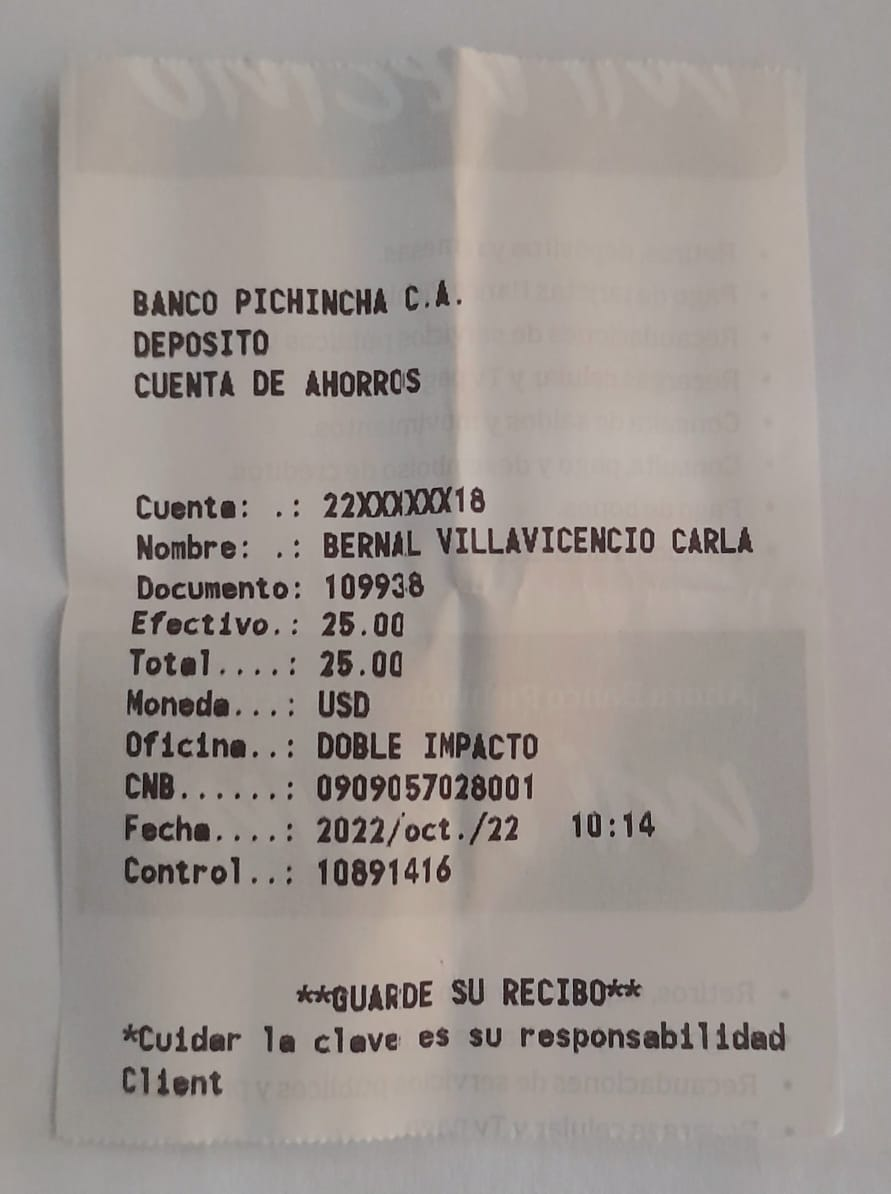 BANCO PICHINCHA C.A.
DEPOSITO
CUENTA DE AHORROS
Cuenta: .: 22XXXXXX18
Nombre: .: BERNAL VILLAVICENCIO CARLA
Documento: 109938
Efectivo.: 25.00
Total....: 25.00
Moneda...: USD
Oficina..: DOBLE IMPACTO
CNB......: 0909057028001
Fecha....: 2022/oct./22 10:14
Control..: 10891416
**GUARDE SU RECIBO**
*Cuidar la clave es su responsabilidad
Client